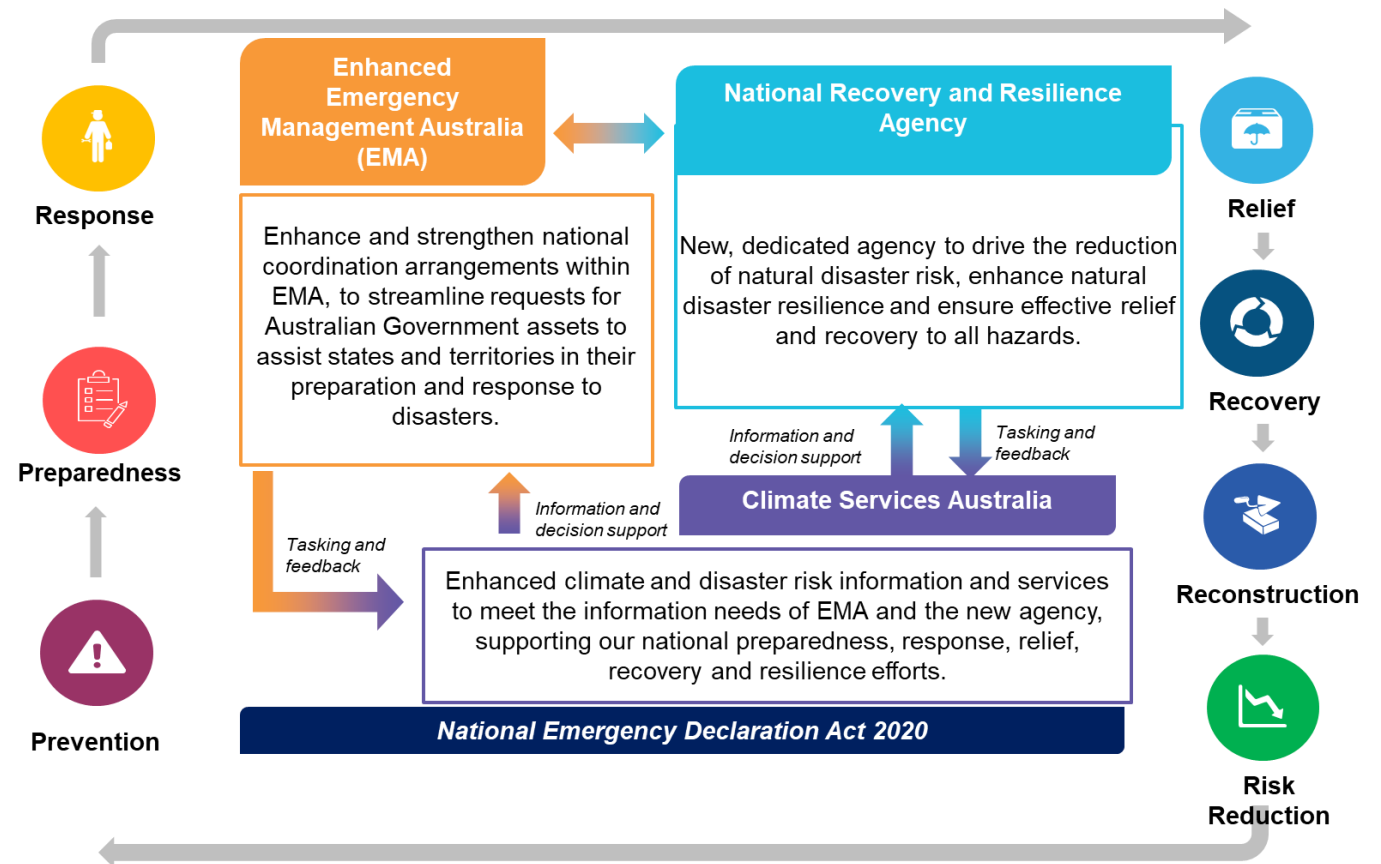 Enhanced
Emergency
Management Australia
(EMA)
National Recovery and Resilience
Agency
Response
Relief
Enhance and strengthen national
coordination arrangements within
EMA, to streamline requests for
Australian Government assets to
assist states and territories in their
preparation and response to
disasters.
New, dedicated agency to drive the reduction
of natural disaster risk, enhance natural
disaster resilience and ensure effective relief
and recovery to all hazards.
Recovery
Preparedness
Information and
decision support
Tasking and
feedback
Climate Services Australia
Information and
decision support
Tasking and
feedback
Enhanced climate and disaster risk information and services
to meet the information needs of EMA and the new agency,
supporting our national preparedness, response, relief,
recovery and resilience efforts.
Reconstruction
Prevention
National Emergency Declaration Act 2020
Risk
Reduction